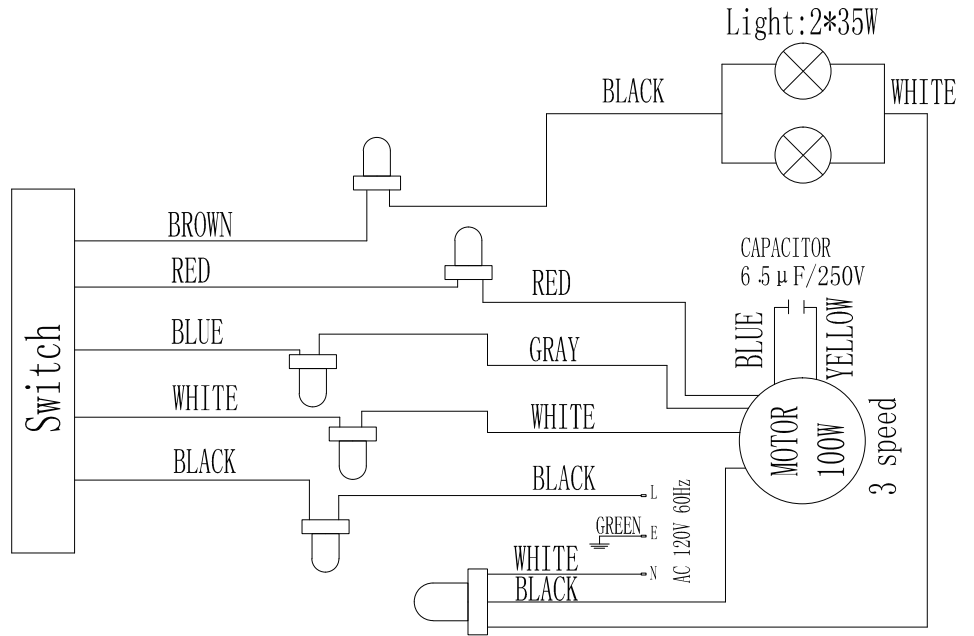 Light:2*35W
BLACK
WHITE
BROWN
RED
CAPACITOR
6.5μF/250V
RED
BLUE
YELLOW
BLUE
GRAY
Switch
WHITE
WHITE
MOTOR
100W
3 speed
BLACK
BLACK
L
GREEN
E
AC 120V 60Hz
WHITE
N
BLACK